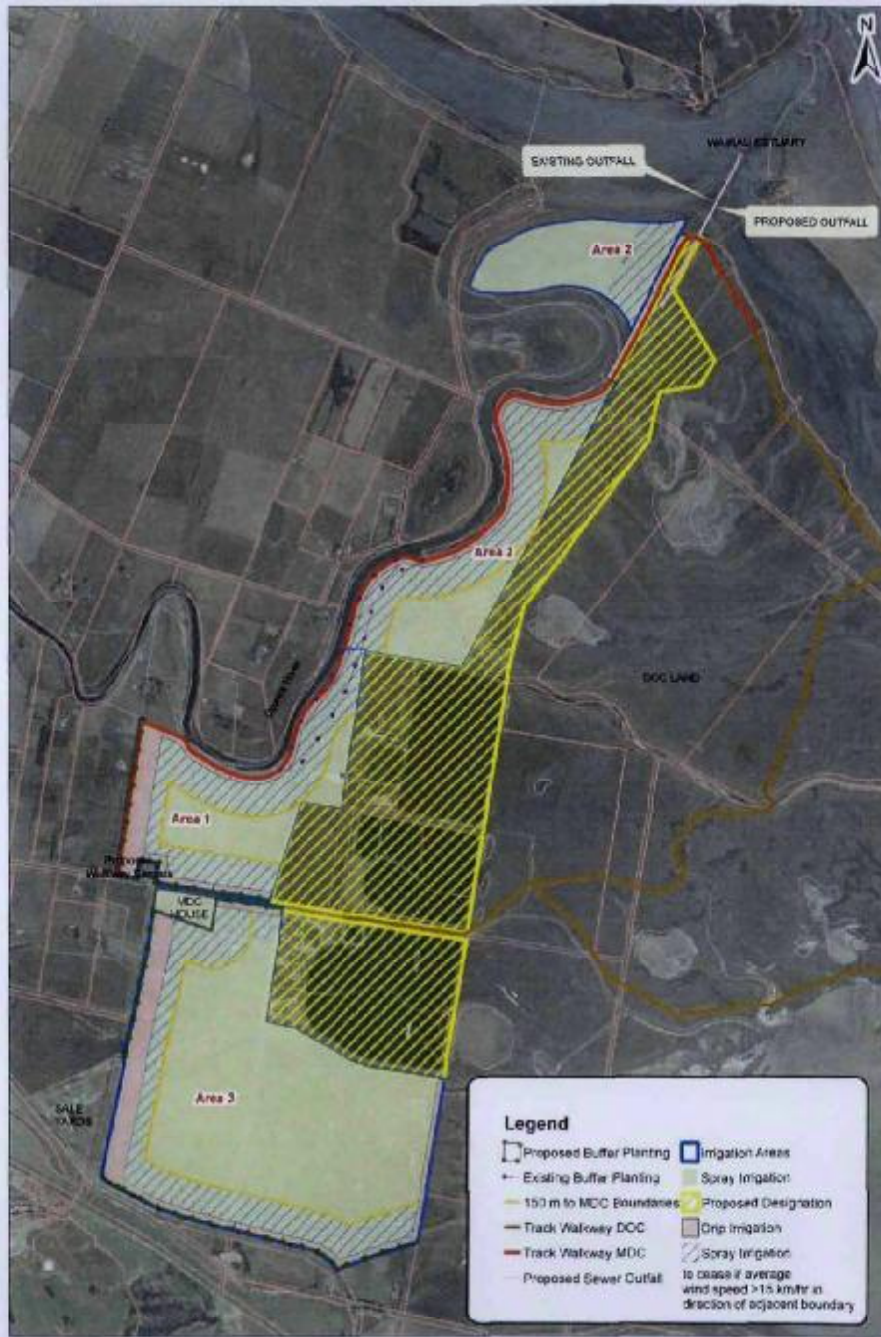 N
WAIRAU ESTUARY
EXISTING OUTFALL
PROPOSED OUTFALL
Area 2
Area 2
DOC LAND
River
Area 1
MDC
HOUSE
Area 3
SALE
YARDS
Legend
Proposed Buffer Planting
Existing Buffer Planting
150 m to MDC Boundaries
Track Walkway DOC
Track Walkway MDC
Proposed Sewer Outfall
Irrigation Areas
Spray Irrigation
Proposed Designation
Drip Irrigation
Spray Irrigation
to cease if average
wind speed >15 km/hr in
direction of adjacent boundary